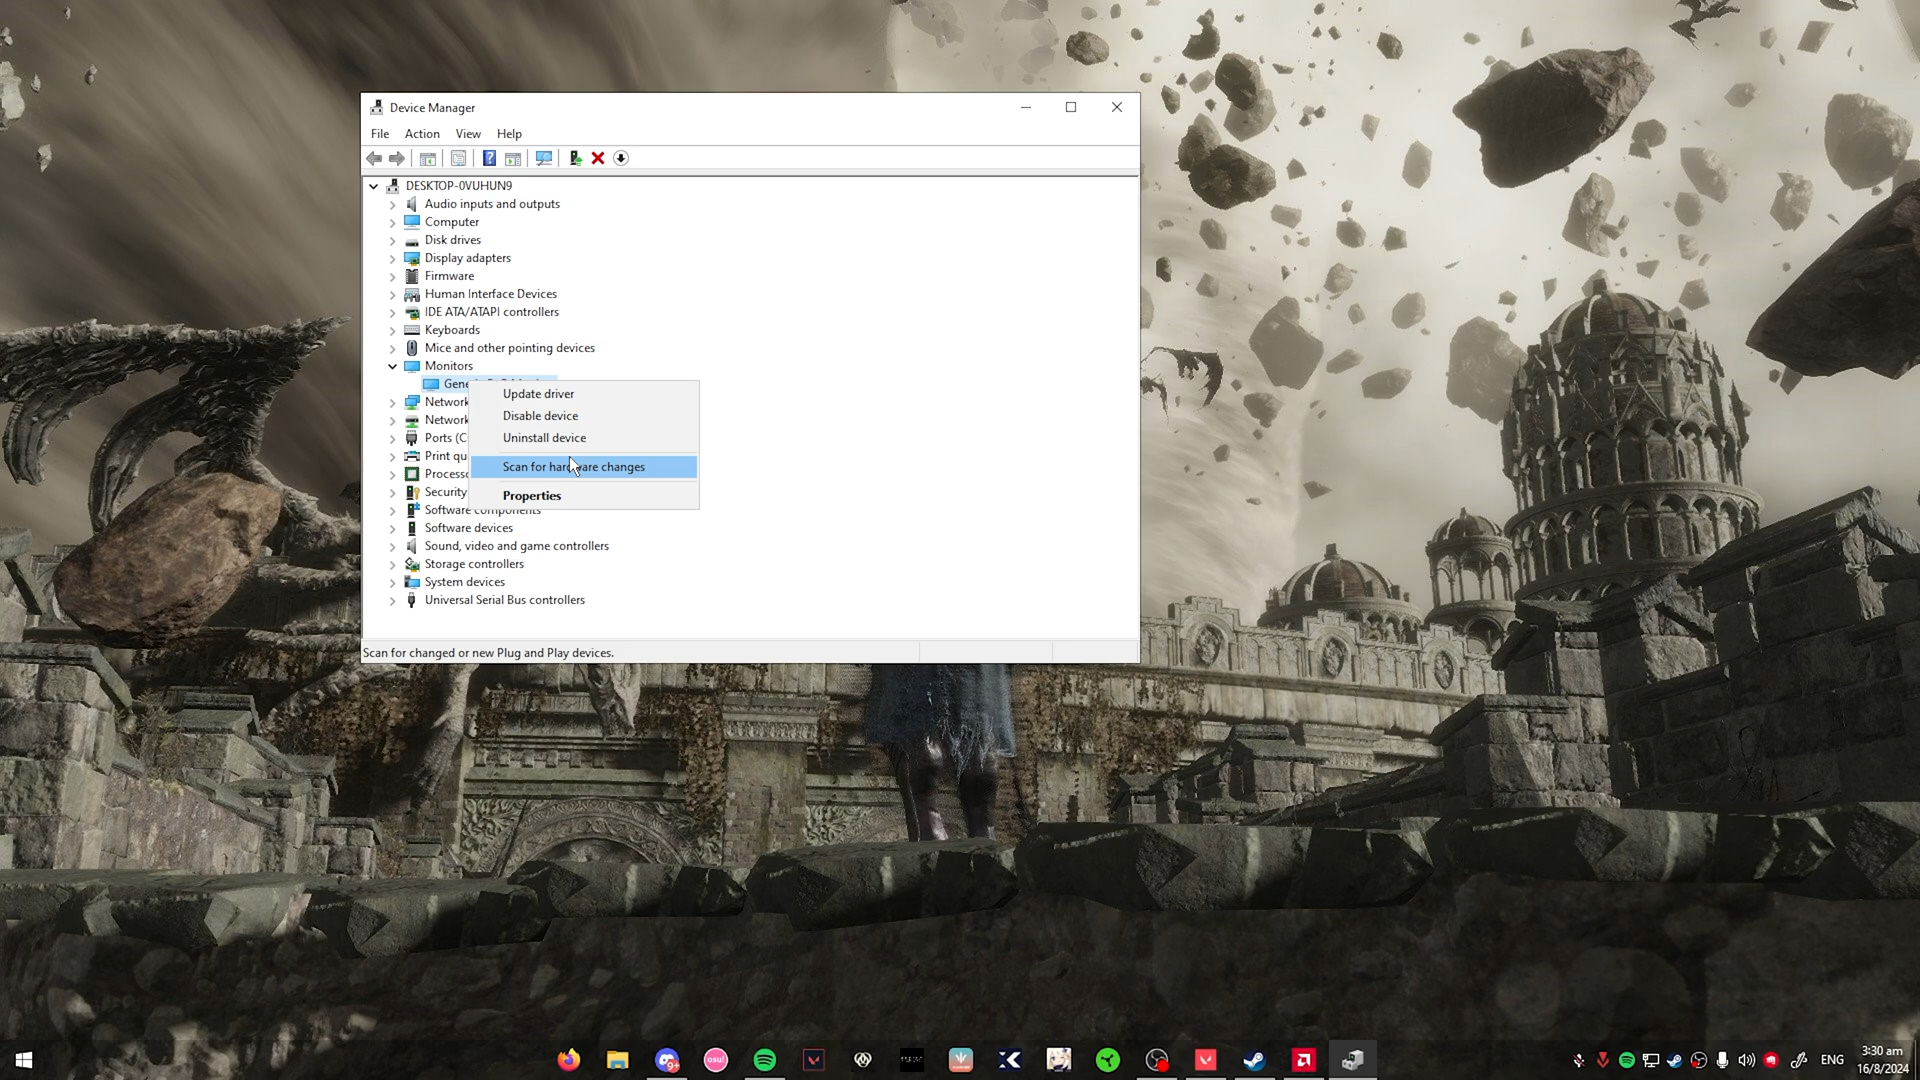 Device Manager
File Action View Help
DESKTOP-0VUHUN9
Audio inputs and outputs
Computer
Disk drives
Display adapters
Firmware
Human Interface Devices
IDE ATA/ATAPI controllers
Keyboards
Mice and other pointing devices
Monitors
Gene
Update driver
Network
Disable device
Network
Ports (C
Uninstall device
Print qu
Scan for hardware changes
Processo
Security
Properties
Software components
Software devices
Sound, video and game controllers
Storage controllers
System devices
Universal Serial Bus controllers
Scan for changed or new Plug and Play devices.
osu!
9+
ENG
3:30 am
16/8/2024